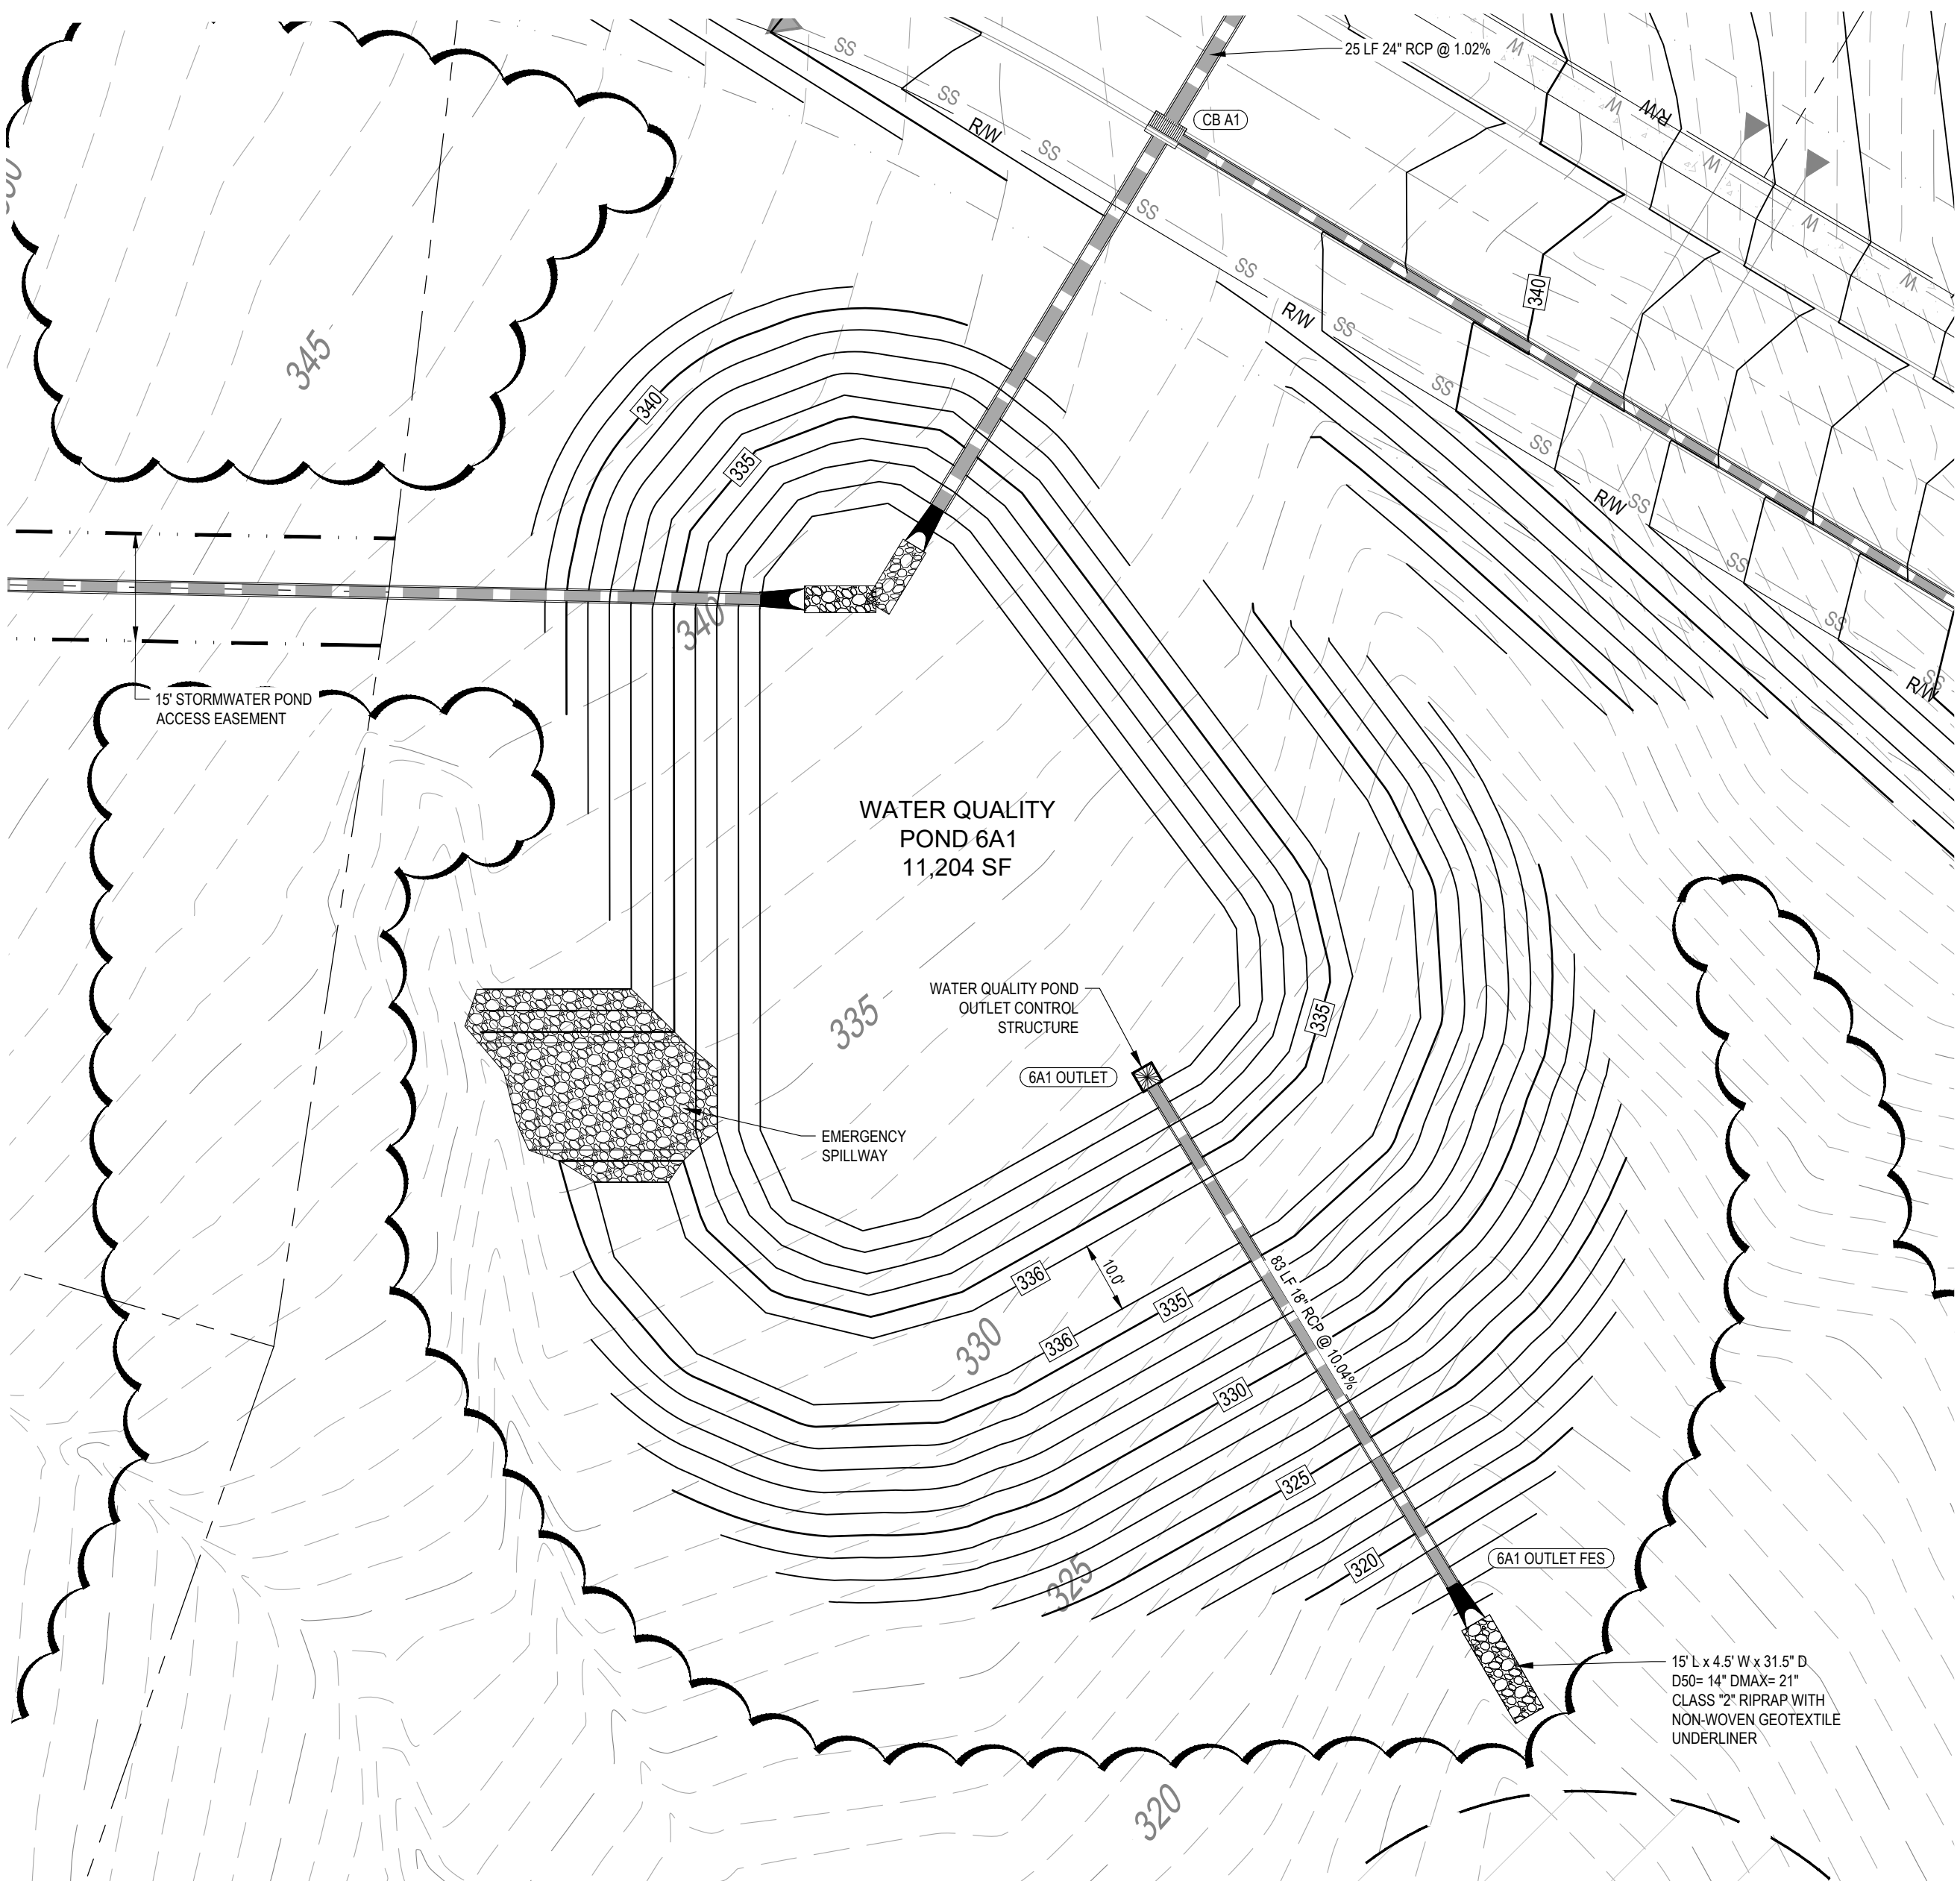 25 LF 24" RCP @ 1.02%
CB A1
SS
SS
SS
SS
SS
SS
SS
SS
SS
SS
SS
SS
R/W
R/W
R/W
R/W
R/W
W
W
W
W
W
340
345
340
335
340
15' STORMWATER POND
ACCESS EASEMENT
WATER QUALITY
POND 6A1
11,204 SF
335
WATER QUALITY POND
OUTLET CONTROL
STRUCTURE
335
6A1 OUTLET
EMERGENCY
SPILLWAY
336
10.0'
335
336
330
330
83 LF 18" RCP @ 10.04%
325
325
320
6A1 OUTLET FES
15' L x 4.5' W x 31.5" D
D50= 14" DMAX= 21"
CLASS "2" RIPRAP WITH
NON-WOVEN GEOTEXTILE
UNDERLINER
320